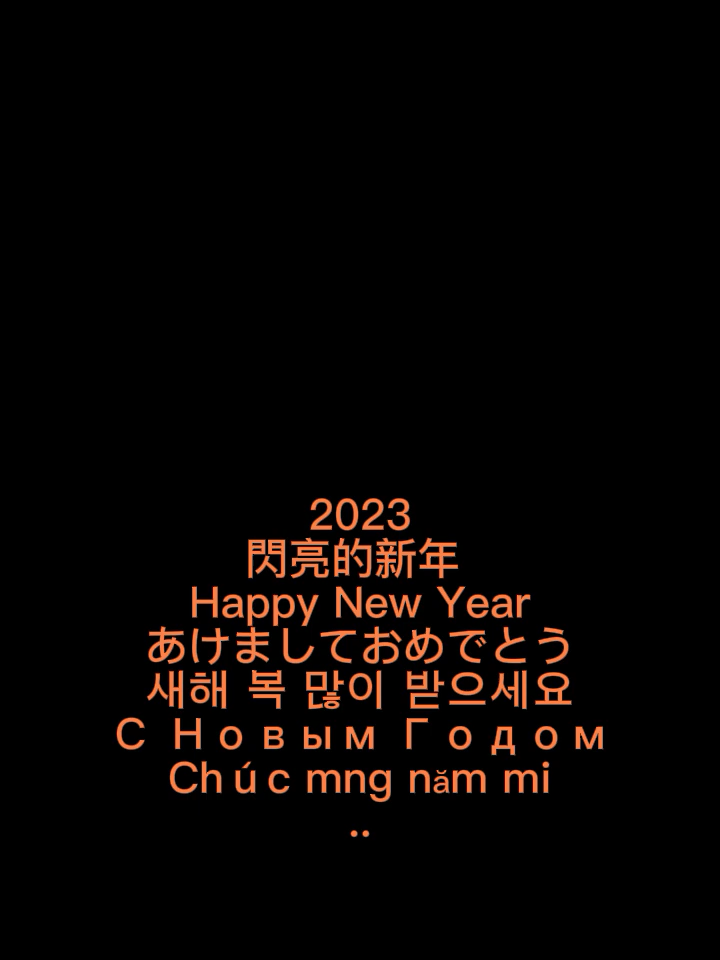 2023
閃亮的新年
Happy New Year
あけましておめでとう
새해 복 많이 받으세요
С Новым Годом
Chúc mng năm mi
..